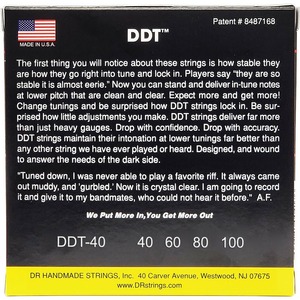 Patent # 8487168
MADE IN U.S.A.
DDT™
The first thing you will notice about these strings is how stable they
are how they go right into tune and lock in. Players say "they are so
stable it is almost eerie." Now you can stand and deliver in-tune notes
at lower pitch that are clean and clear. Expect more and get more!
Change tunings and be surprised how DDT strings lock in. Be sur-
prised how little adjustments you make. DDT strings deliver far more
than just heavy gauges. Drop with confidence. Drop with accuracy.
DDT strings maintain their intonation at lower tunings far better than
any other string we have ever played or heard. Designed, and wound
to answer the needs of the dark side.
"Tuned down, I was never able to play a favorite riff. It always came
out muddy, and 'gurbled.' Now it is crystal clear. I am going to record
it and give it to my bandmates, who could not hear it before." A.F.
We Put More In,You Get More Out
DDT-40 40 60 80 100
DR HANDMADE STRINGS, Inc. 40 Carver Avenue, Westwood, NJ 07675
www.DRstrings.com